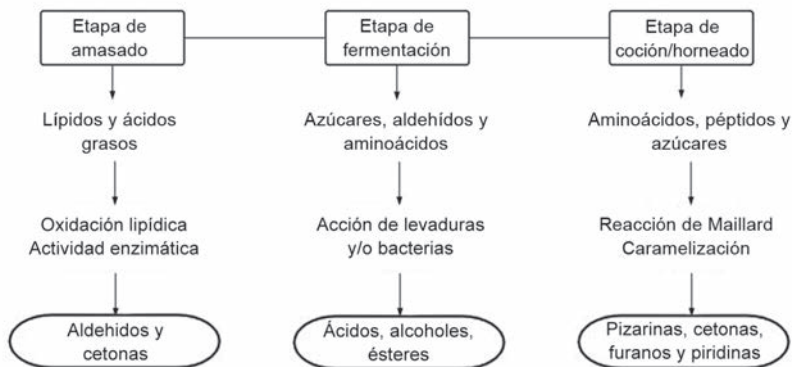 Etapa de
amasado
Etapa de
fermentación
Etapa de
coción/horneado
Lípidos y ácidos
grasos
Azúcares, aldehídos y
aminoácidos
Aminoácidos, péptidos y
azúcares
Oxidación lipídica
Actividad enzimática
Acción de levaduras
y/o bacterias
Reacción de Maillard
Caramelización
Aldehidos y
cetonas
Ácidos, alcoholes,
ésteres
Pizarinas, cetonas,
furanos y piridinas